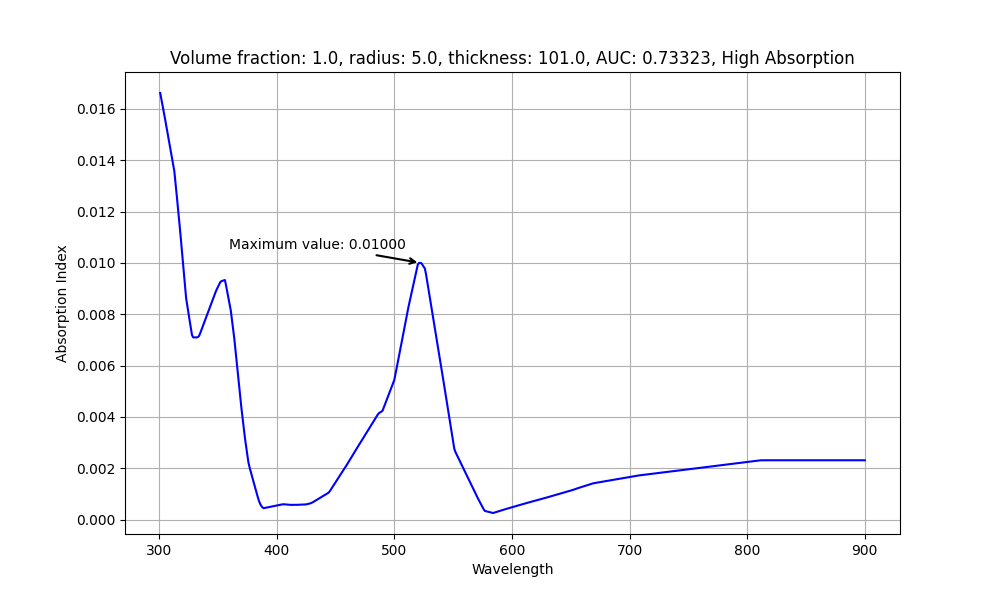 Volume fraction: 1.0, radius: 5.0, thickness: 101.0, AUC: 0.73323, High Absorption
0.016
0.014
0.012
0.010
0.008
0.006
0.004
0.002
0.000
Absorption Index
Maximum value: 0.01000
300 400 500 600 700 800 900
Wavelength